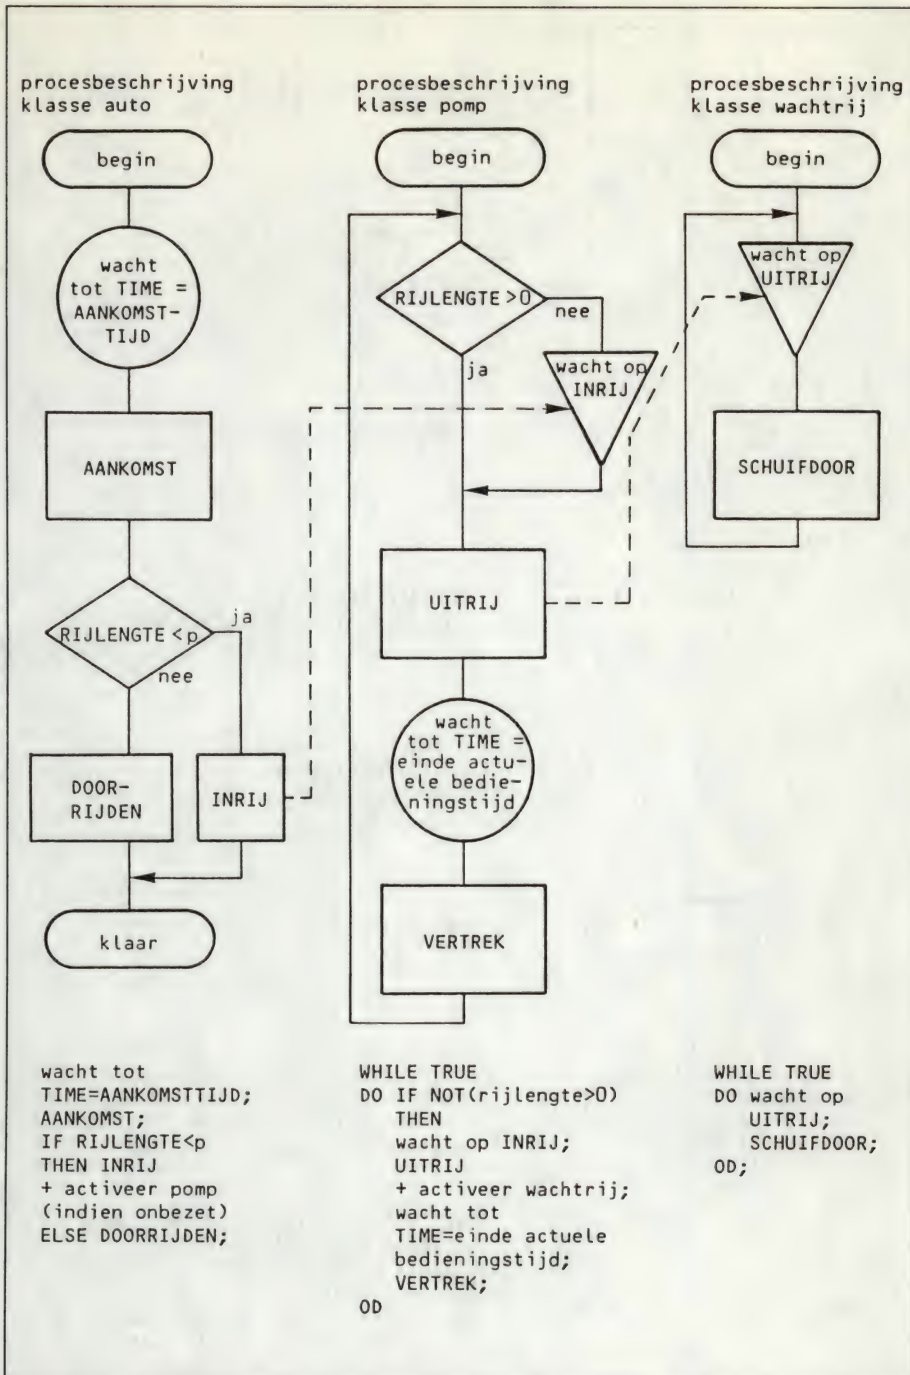 procesbeschrijving
klasse auto
begin
wacht
tot TIME =
AANKOMST-
TIJD
AANKOMST
RIJLENGTE <p
ja
nee
DOOR-
RIJDEN
INRIJ
klaar
wacht tot
TIME=AANKOMSTTIJD;
AANKOMST;
IF RIJLENGTE<p
THEN INRIJ
+ activeer pomp
(indien onbezet)
ELSE DOORRIJDEN;
procesbeschrijving
klasse pomp
begin
RIJLENGTE >0
nee
ja
wacht op
INRIJ
UITRIJ
wacht
tot TIME =
einde actu-
ele bedie-
ningstijd
VERTREK
WHILE TRUE
DO IF NOT(rijlengte>0)
THEN
wacht op INRIJ;
UITRIJ
+ activeer wachtrij;
wacht tot
TIME=einde actuele
bedieningstijd;
VERTREK;
OD
procesbeschrijving
klasse wachtrij
begin
wacht op
UITRIJ
SCHUIFDOOR
WHILE TRUE
DO wacht op
UITRIJ;
SCHUIFDOOR;
OD;